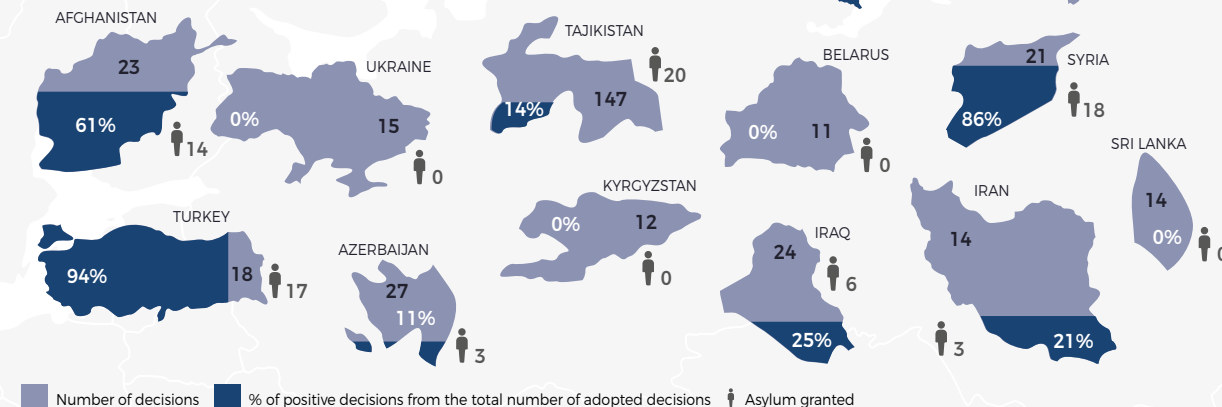 AFGHANISTAN
23
61%
14
UKRAINE
0%
15
0
TAJIKISTAN
20
14%
147
BELARUS
0%
11
0
21
SYRIA
86%
18
SRI LANKA
14
0%
0
TURKEY
94%
18
17
AZERBAIJAN
27
11%
3
KYRGYZSTAN
0%
12
0
IRAQ
24
6
25%
IRAN
14
3
21%
Number of decisions
% of positive decisions from the total number of adopted decisions
Asylum granted